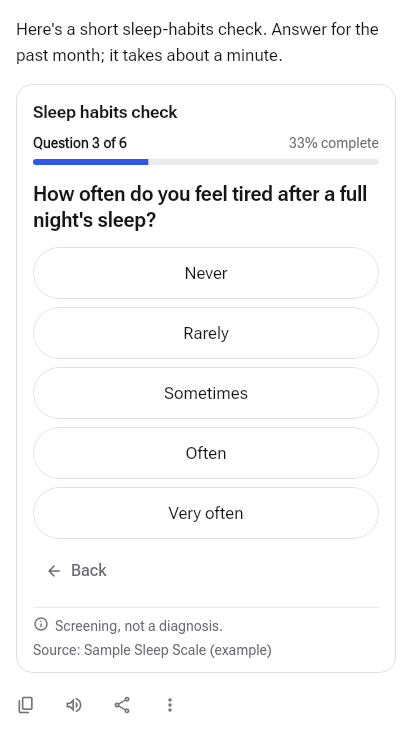 Here's a short sleep-habits check. Answer for the
past month; it takes about a minute.
Sleep habits check
Question 3 of 6
33% complete
How often do you feel tired after a full
night's sleep?
Never
Rarely
Sometimes
Often
Very often
Back
Screening, not a diagnosis.
Source: Sample Sleep Scale (example)